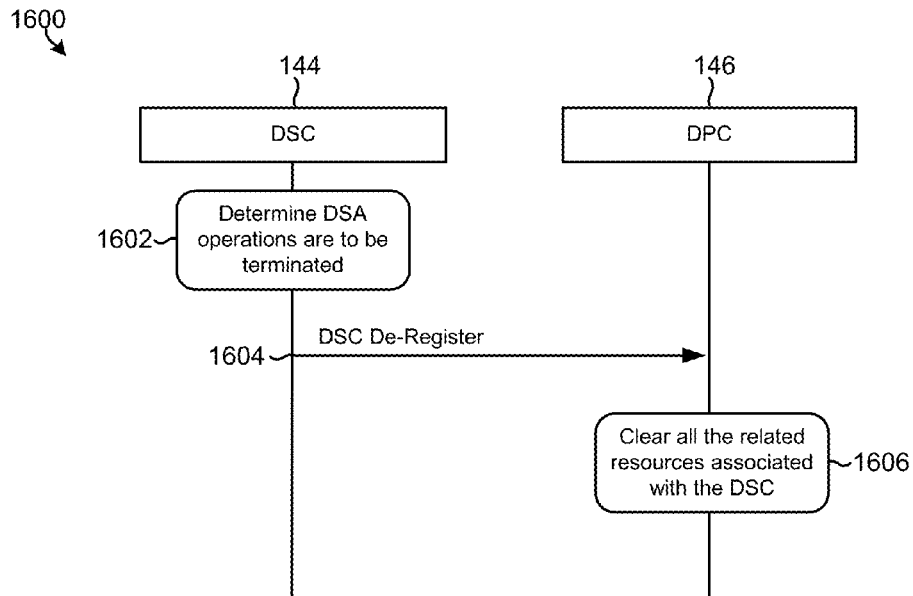 1600
144
146
DSC
DPC
Determine DSA
operations are to be
terminated
1602
DSC De-Register
1604
Clear all the related
resources associated
with the DSC
1606